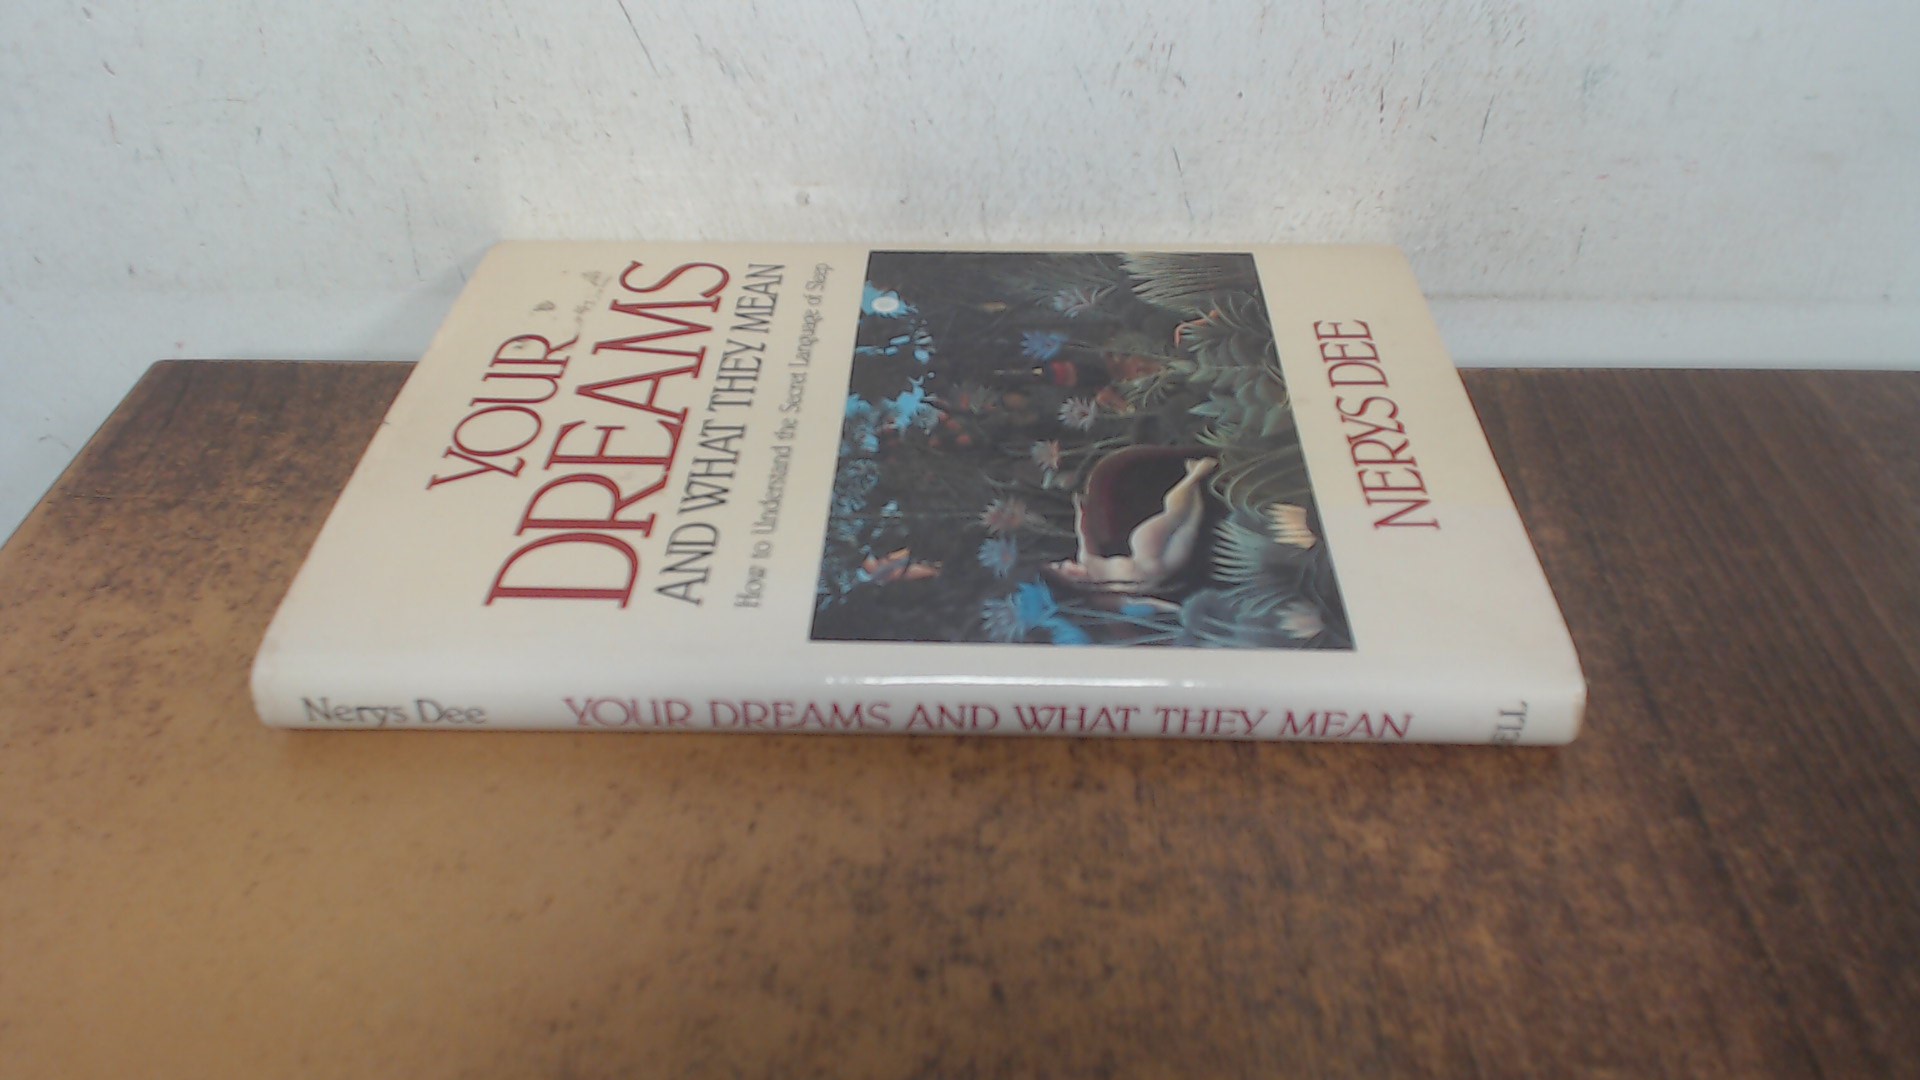 YOUR
DREAMS
AND WHAT THEY MEAN
How to Understand the Secret Language of Sleep
NERYS DEE
Nerys Dee
YOUR DREAMS AND WHAT THEY MEAN
ELL